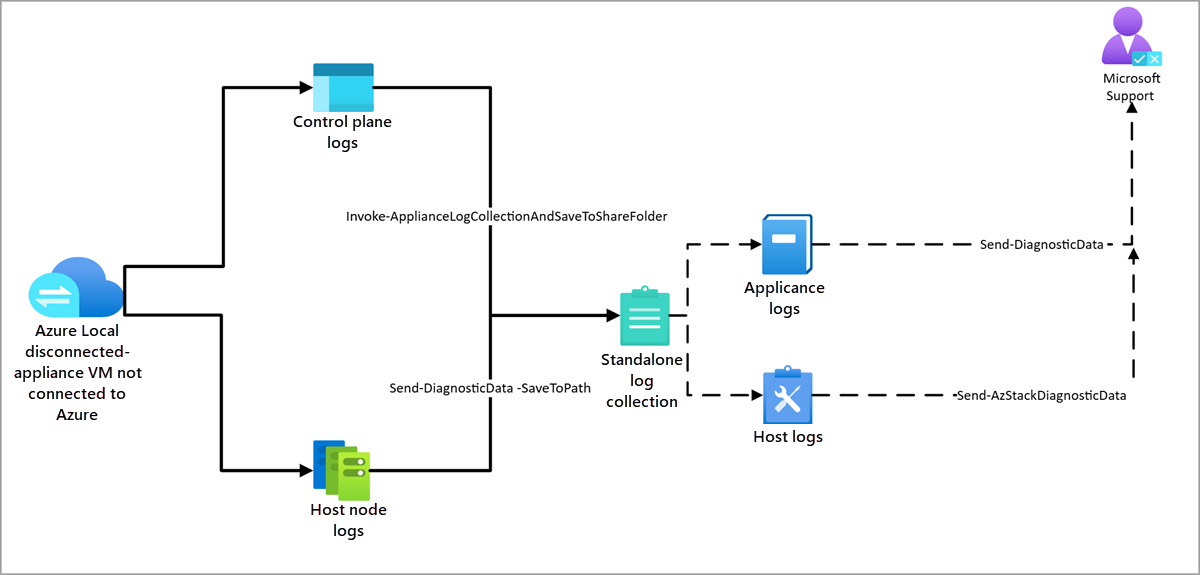 Microsoft
Support
Control plane
logs
Invoke-ApplianceLogCollectionAndSaveToShareFolder
Send-DiagnosticData
Applicance
logs
Azure Local
disconnected-
appliance VM not
connected to
Azure
Standalone
log
collection
Send-DiagnosticData -SaveToPath
Send-AzStackDiagnosticData
Host logs
Host node
logs